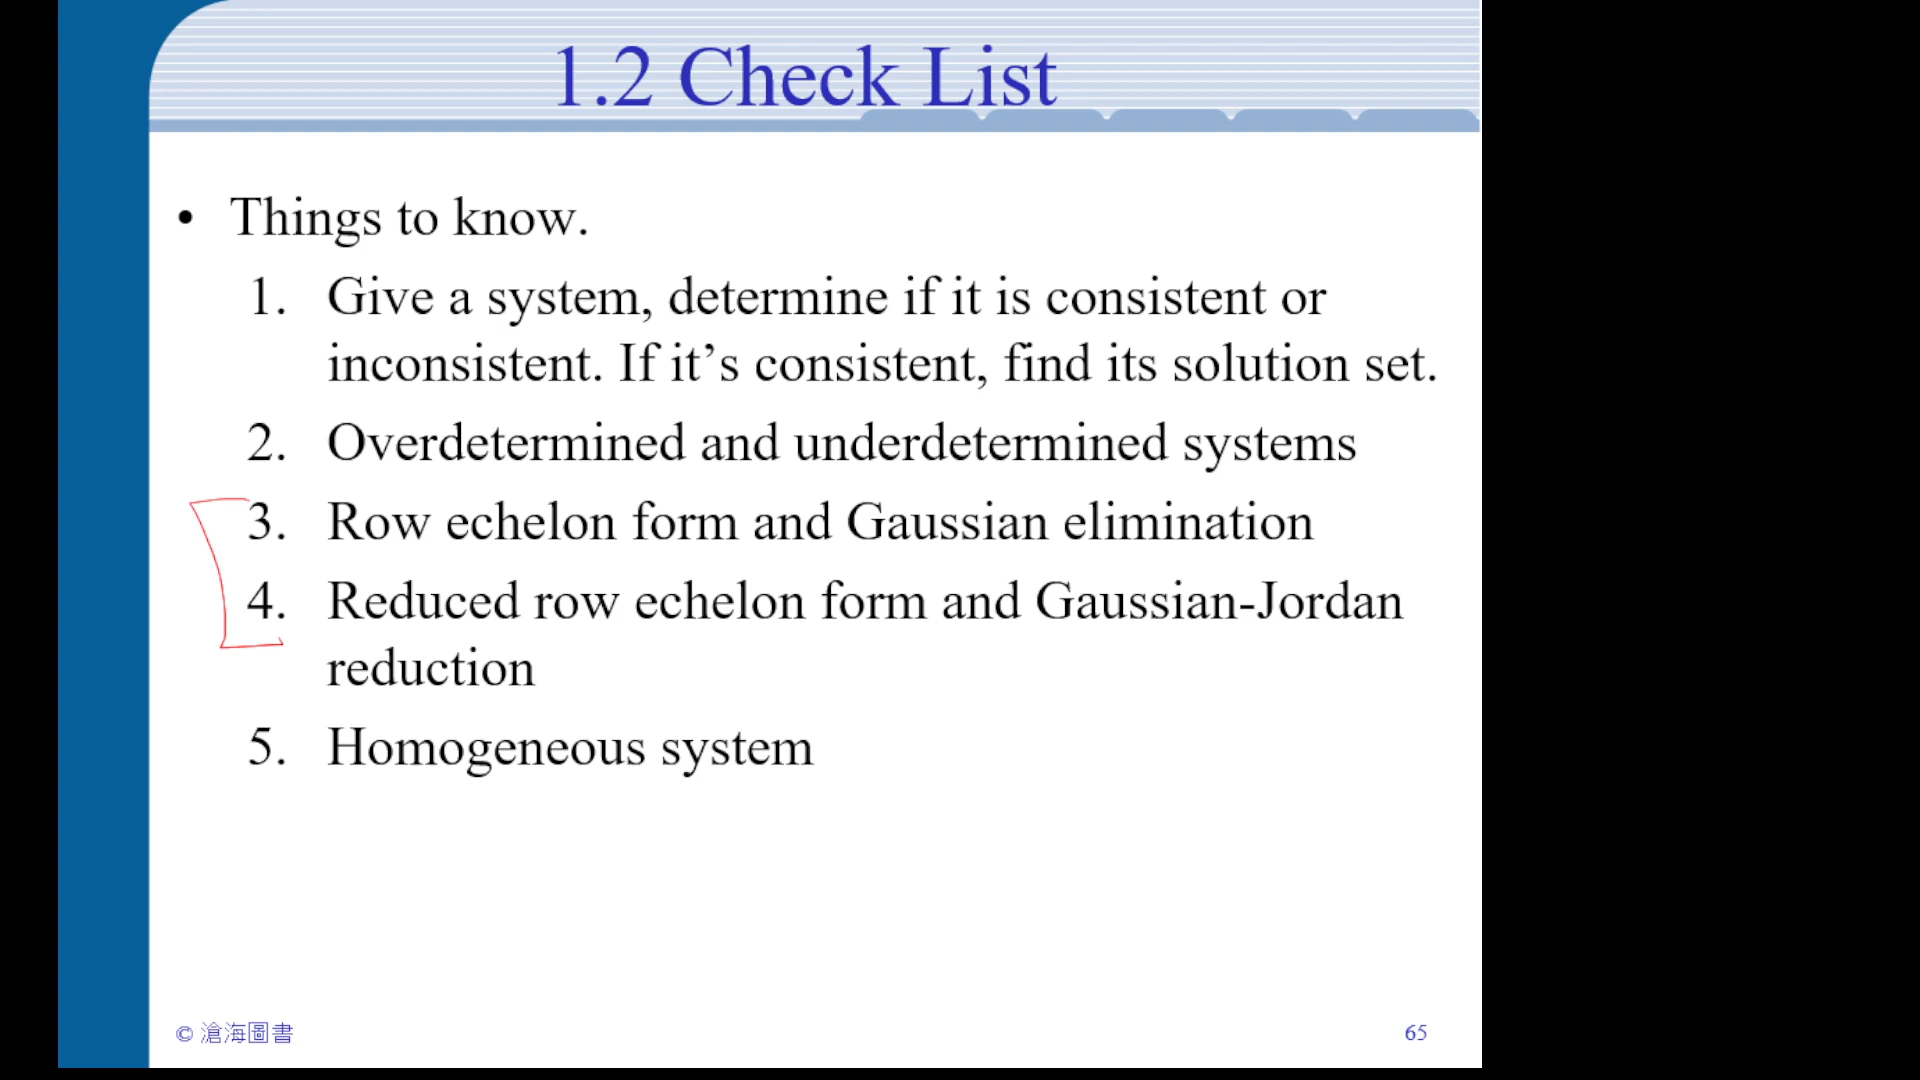 1.2 Check List
• Things to know.
1. Give a system, determine if it is consistent or
inconsistent. If it’s consistent, find its solution set.
2. Overdetermined and underdetermined systems
3. Row echelon form and Gaussian elimination
4. Reduced row echelon form and Gaussian-Jordan
reduction
5. Homogeneous system
© 滄海圖書
65